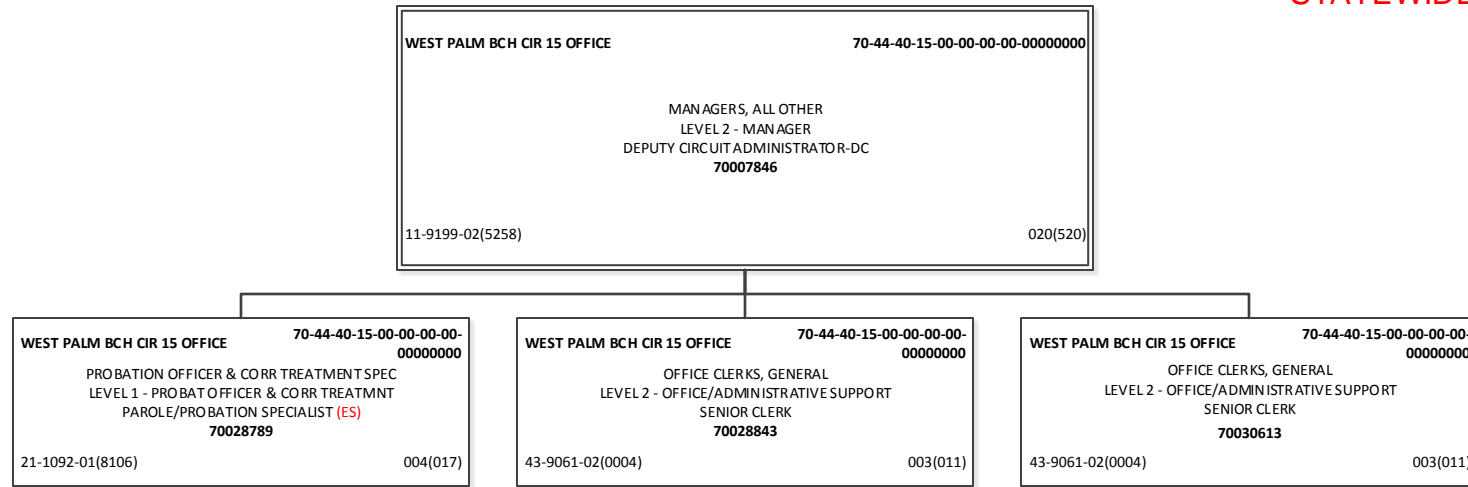 STATEWIDE
WEST PALM BCH CIR 15 OFFICE 70-44-40-15-00-00-00-00-00000000
MANAGERS, ALL OTHER
LEVEL 2 - MANAGER
DEPUTY CIRCUIT ADMINISTRATOR-DC
70007846
11-9199-02(5258) 020(520)
WEST PALM BCH CIR 15 OFFICE 70-44-40-15-00-00-00-00-
00000000
PROBATION OFFICER & CORR TREATMENT SPEC
LEVEL 1 - PROBAT OFFICER & CORR TREATMNT
PAROLE/PROBATION SPECIALIST (ES)
70028789
21-1092-01(8106) 004(017)
WEST PALM BCH CIR 15 OFFICE 70-44-40-15-00-00-00-00-
00000000
OFFICE CLERKS, GENERAL
LEVEL 2 - OFFICE/ADMINISTRATIVE SUPPORT
SENIOR CLERK
70028843
43-9061-02(0004) 003(011)
WEST PALM BCH CIR 15 OFFICE 70-44-40-15-00-00-00-00-
00000000
OFFICE CLERKS, GENERAL
LEVEL 2 - OFFICE/ADMINISTRATIVE SUPPORT
SENIOR CLERK
70030613
43-9061-02(0004) 003(011)